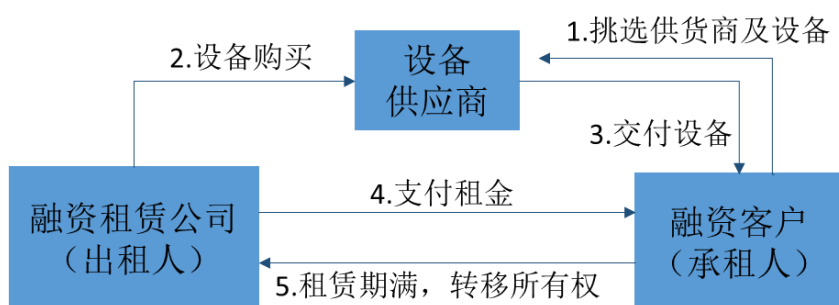 1.挑选供货商及设备
2.设备购买
设备
供应商
3.交付设备
融资租赁公司
（出租人）
4.支付租金
融资客户
（承租人）
5.租赁期满，转移所有权